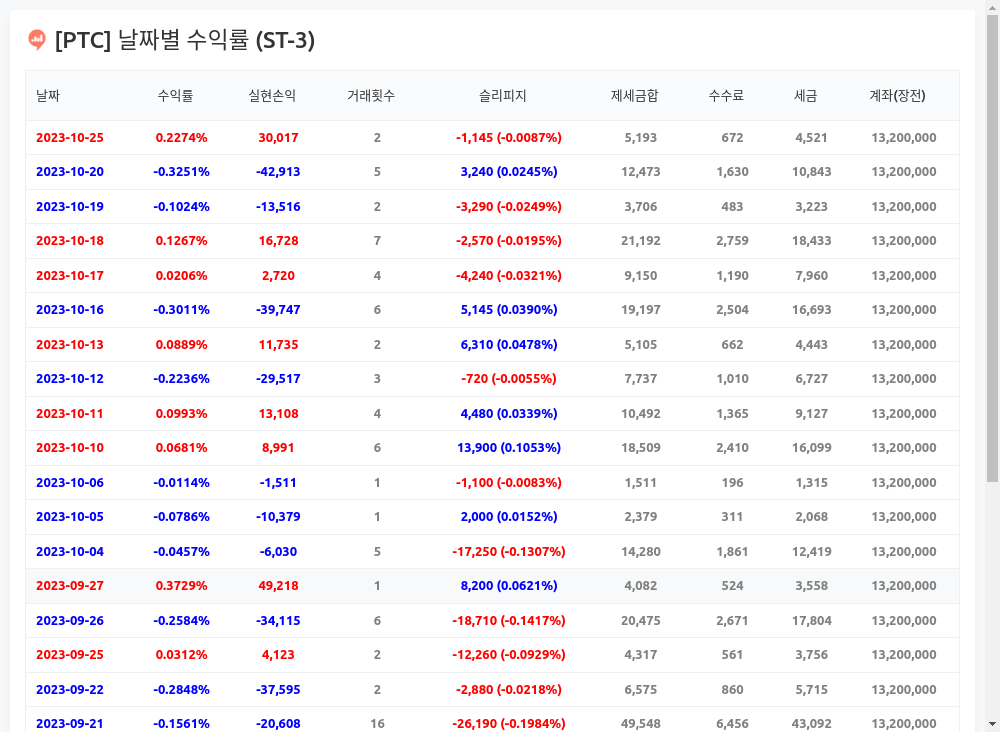 [PTC] 날짜별 수익률 (ST-3)
날짜 수익률 실현손익 거래횟수 슬리피지 제세금합 수수료 세금 계좌(장전)
2023-10-25 0.2274% 30,017 2 -1,145 (-0.0087%) 5,193 672 4,521 13,200,000
2023-10-20 -0.3251% -42,913 5 3,240 (0.0245%) 12,473 1,630 10,843 13,200,000
2023-10-19 -0.1024% -13,516 2 -3,290 (-0.0249%) 3,706 483 3,223 13,200,000
2023-10-18 0.1267% 16,728 7 -2,570 (-0.0195%) 21,192 2,759 18,433 13,200,000
2023-10-17 0.0206% 2,720 4 -4,240 (-0.0321%) 9,150 1,190 7,960 13,200,000
2023-10-16 -0.3011% -39,747 6 5,145 (0.0390%) 19,197 2,504 16,693 13,200,000
2023-10-13 0.0889% 11,735 2 6,310 (0.0478%) 5,105 662 4,443 13,200,000
2023-10-12 -0.2236% -29,517 3 -720 (-0.0055%) 7,737 1,010 6,727 13,200,000
2023-10-11 0.0993% 13,108 4 4,480 (0.0339%) 10,492 1,365 9,127 13,200,000
2023-10-10 0.0681% 8,991 6 13,900 (0.1053%) 18,509 2,410 16,099 13,200,000
2023-10-06 -0.0114% -1,511 1 -1,100 (-0.0083%) 1,511 196 1,315 13,200,000
2023-10-05 -0.0786% -10,379 1 2,000 (0.0152%) 2,379 311 2,068 13,200,000
2023-10-04 -0.0457% -6,030 5 -17,250 (-0.1307%) 14,280 1,861 12,419 13,200,000
2023-09-27 0.3729% 49,218 1 8,200 (0.0621%) 4,082 524 3,558 13,200,000
2023-09-26 -0.2584% -34,115 6 -18,710 (-0.1417%) 20,475 2,671 17,804 13,200,000
2023-09-25 0.0312% 4,123 2 -12,260 (-0.0929%) 4,317 561 3,756 13,200,000
2023-09-22 -0.2848% -37,595 2 -2,880 (-0.0218%) 6,575 860 5,715 13,200,000
2023-09-21 -0.1561% -20,608 16 -26,190 (-0.1984%) 49,548 6,456 43,092 13,200,000